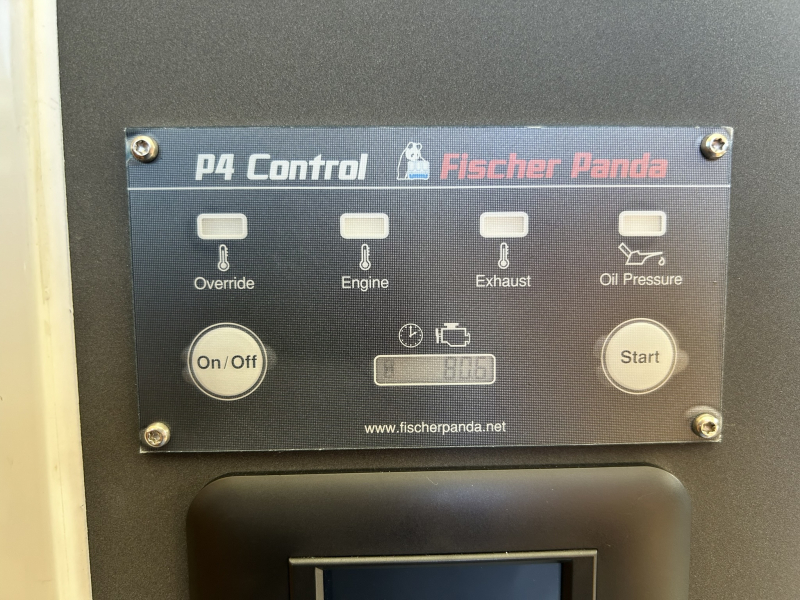 P4 Control Fischer Panda
Override Engine Exhaust Oil Pressure
On/Off
806
Start
www.fischerpanda.net